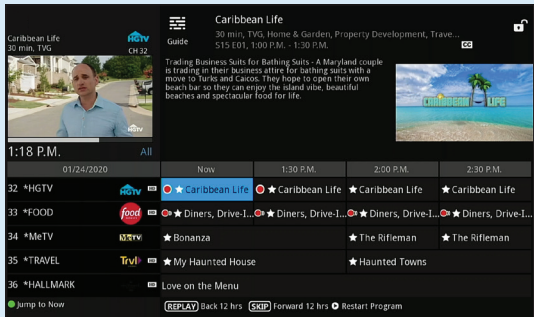 Caribbean Life
30 min, TVG
HGTV
CH 32
Guide
Caribbean Life
30 min, TVG, Home & Garden, Property Development, Trave...
S15 E01, 1:00 P.M. - 1:30 P.M.
CC
Trading Business Suits for Bathing Suits - A Maryland couple
is trading in their business attire for bathing suits with a
move to Turks and Caicos. They hope to open their own
beach bar so they can enjoy the island vibe, beautiful
beaches and spectacular food for life.
HGTV
CARIBBEAN LIFE
1:18 P.M.
All
01/24/2020 Now 1:30 P.M. 2:00 P.M. 2:30 P.M.
32 *HGTV HGTV Caribbean Life Caribbean Life Caribbean Life Caribbean Life
33 *FOOD food Diners, Drive-I... Diners, Drive-I... Diners, Drive-I... Diners, Drive-I...
34 *MeTV MeTV Bonanza The Rifleman The Rifleman
35 *TRAVEL Trvl My Haunted House Haunted Towns
36 *HALLMARK Love on the Menu
Jump to Now REPLAY Back 12 hrs SKIP Forward 12 hrs Restart Program